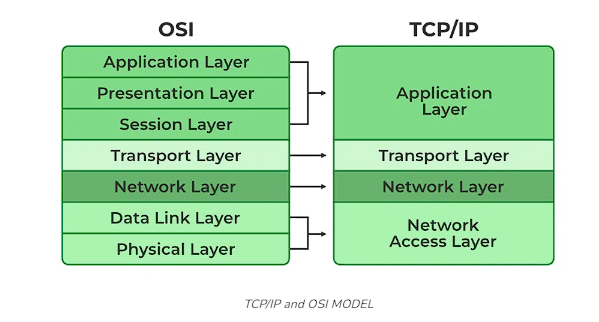 OSI
TCP/IP
Application Layer
Presentation Layer
Session Layer
Transport Layer
Network Layer
Data Link Layer
Physical Layer
Application
Layer
Transport Layer
Network Layer
Network
Access Layer
TCP/IP and OSI MODEL